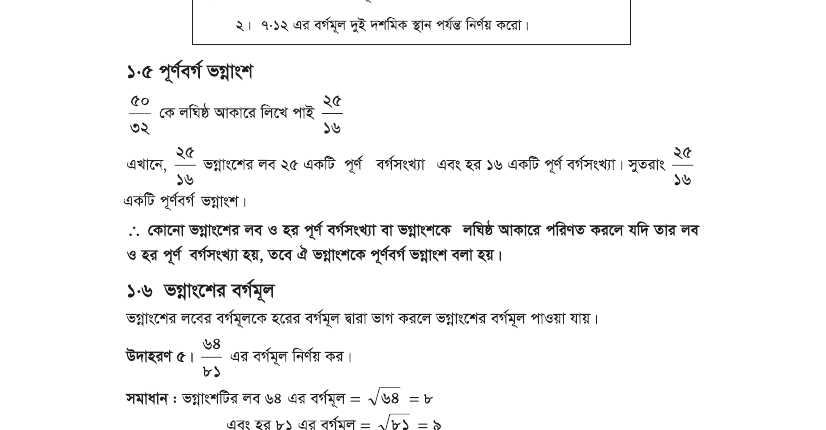 ২। ৭·১২ এর বর্গমূল দুই দশমিক স্থান পর্যন্ত নির্ণয় করো।
১·৫ পূর্ণবর্গ ভগ্নাংশ
৫০/৩২ কে লঘিষ্ঠ আকারে লিখে পাই ২৫/১৬
এখানে, ২৫/১৬ ভগ্নাংশের লব ২৫ একটি পূর্ণ বর্গসংখ্যা এবং হর ১৬ একটি পূর্ণ বর্গসংখ্যা। সুতরাং ২৫/১৬
একটি পূর্ণবর্গ ভগ্নাংশ।
∴ কোনো ভগ্নাংশের লব ও হর পূর্ণ বর্গসংখ্যা বা ভগ্নাংশকে লঘিষ্ঠ আকারে পরিণত করলে যদি তার লব
ও হর পূর্ণ বর্গসংখ্যা হয়, তবে ঐ ভগ্নাংশকে পূর্ণবর্গ ভগ্নাংশ বলা হয়।
১·৬ ভগ্নাংশের বর্গমূল
ভগ্নাংশের লবের বর্গমূলকে হরের বর্গমূল দ্বারা ভাগ করলে ভগ্নাংশের বর্গমূল পাওয়া যায়।
উদাহরণ ৫। ৬৪/৮১ এর বর্গমূল নির্ণয় কর।
সমাধান : ভগ্নাংশটির লব ৬৪ এর বর্গমূল = √৬৪ = ৮
এবং হর ৮১ এর বর্গমূল = √৮১ = ৯